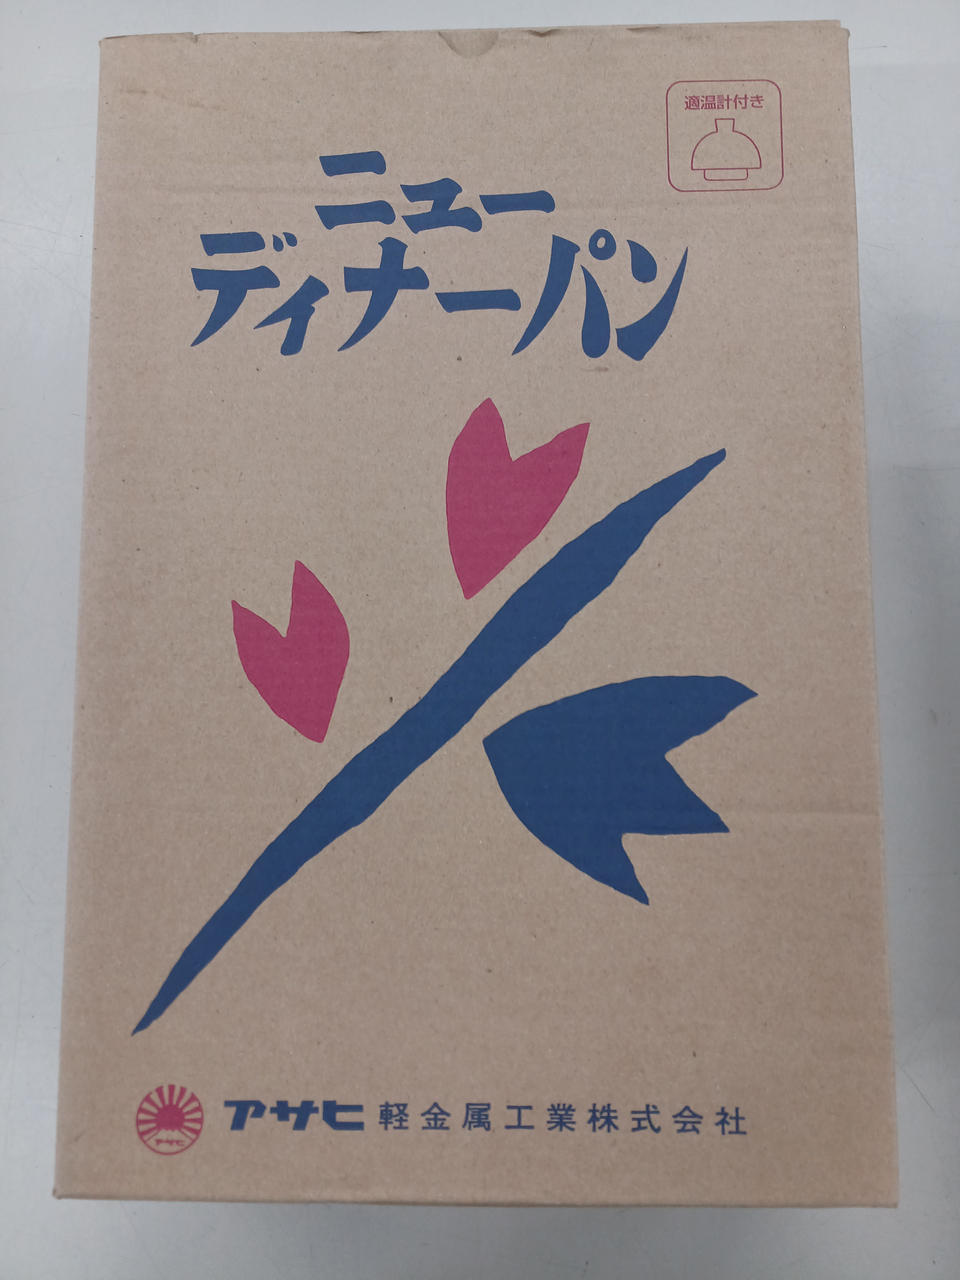 適温計付き
ニュー
ディナーパン
アサヒ
アサヒ軽金属工業株式会社